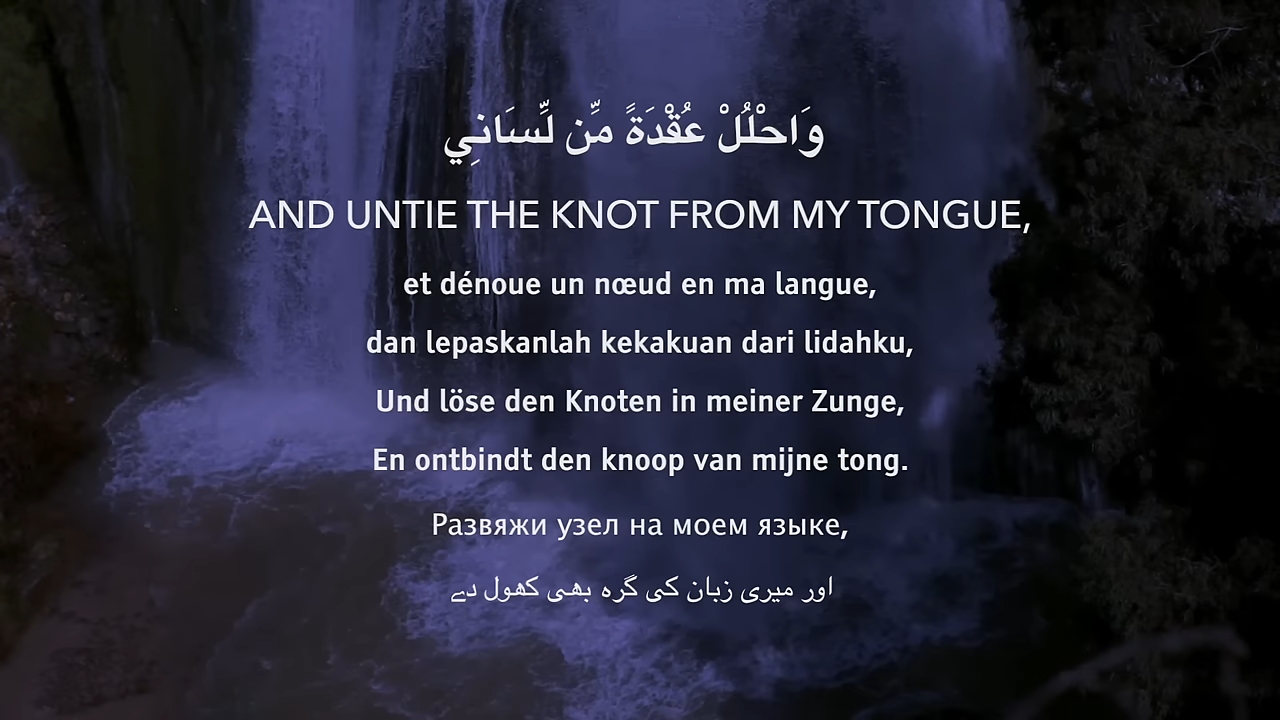 وَاحْلُلْ عُقْدَةً مِّن لِّسَانِي
AND UNTIE THE KNOT FROM MY TONGUE,
et dénoue un nœud en ma langue,
dan lepaskanlah kekakuan dari lidahku,
Und löse den Knoten in meiner Zunge,
En ontbindt den knoop van mijne tong.
Развяжи узел на моем языке,
اور میری زبان کی گره بھی کھول دے